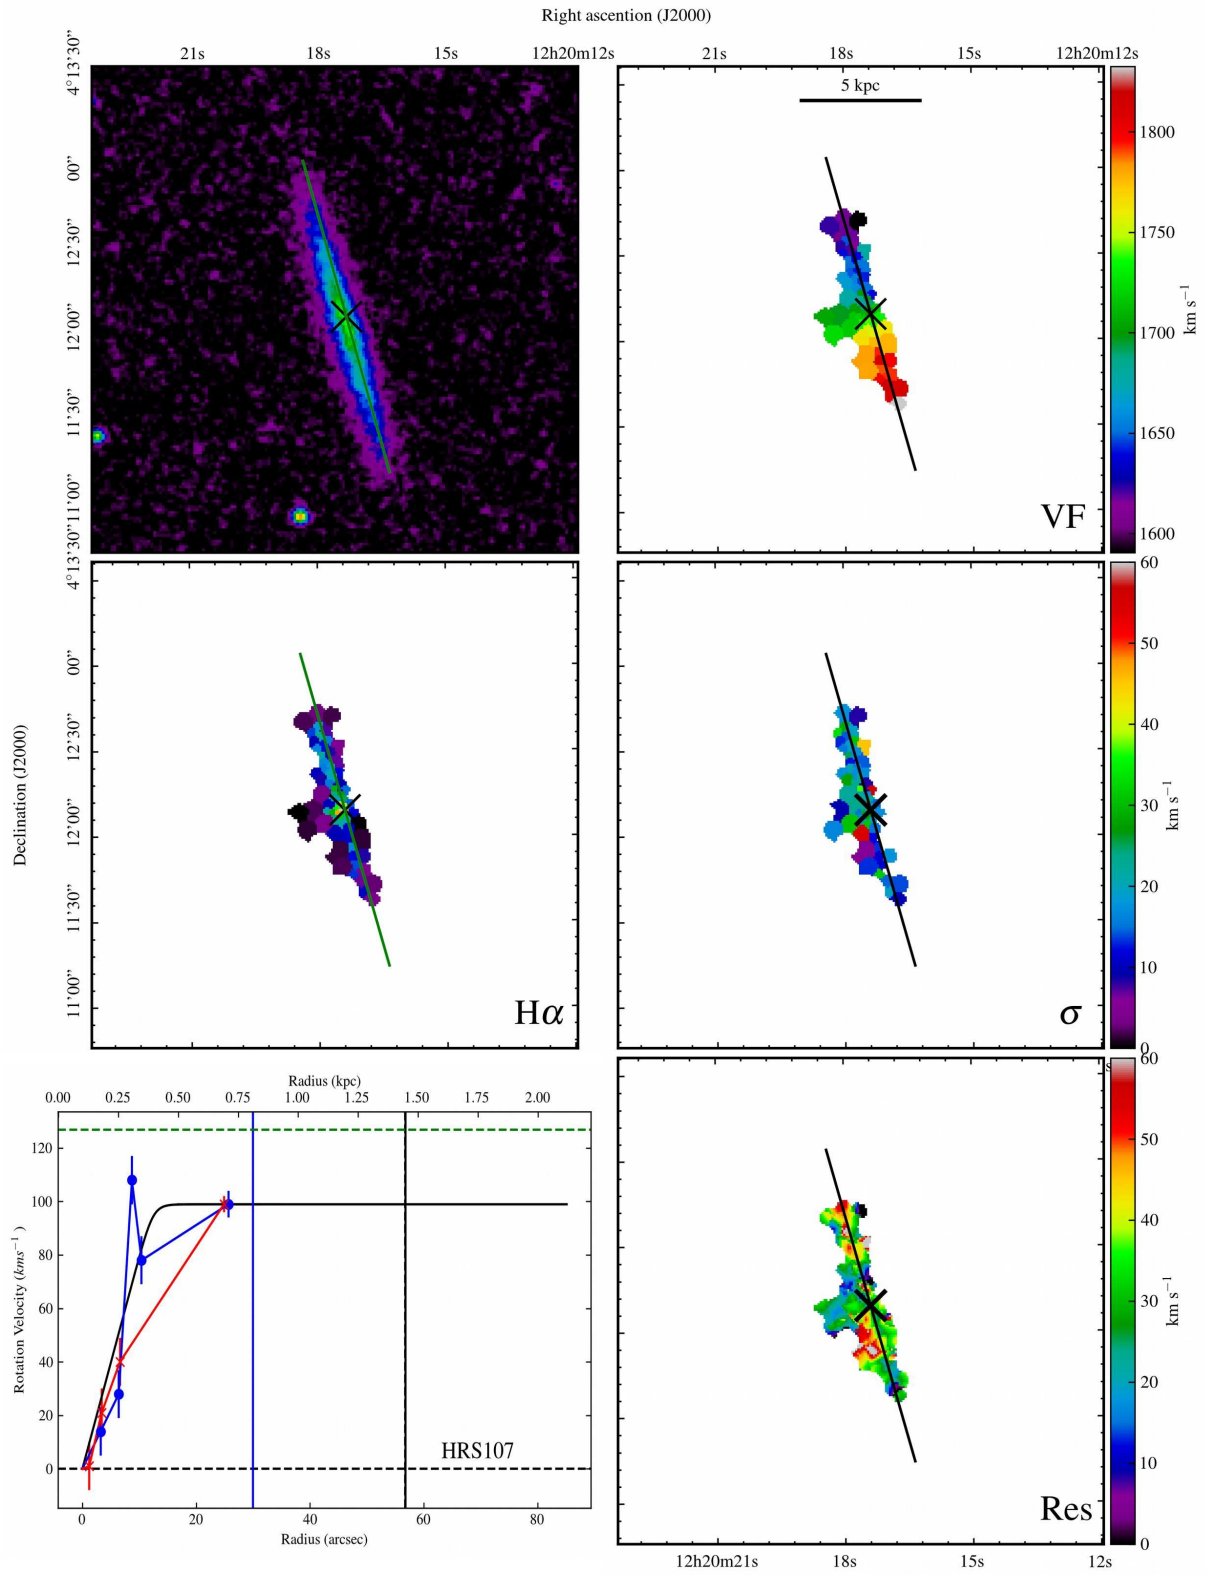 Right ascention (J2000)
21s 18s 15s 12h20m12s
21s 18s 15s 12h20m12s
4°13'30”
00”
12'30”
12'00”
11'30”
11'00”
5 kpc
VF
1800
1750
1700
1650
1600
km s⁻¹
Declination (J2000)
4°13'30”
00”
12'30”
12'00”
11'30”
11'00”
Hα
σ
60
50
40
30
20
10
0
km s⁻¹
Radius (kpc)
0.00 0.25 0.50 0.75 1.00 1.25 1.50 1.75 2.00
Rotation Velocity (kms⁻¹ )
120
100
80
60
40
20
0
HRS107
0 20 40 60 80
Radius (arcsec)
Res
60
50
40
30
20
10
0
km s⁻¹
12h20m21s 18s 15s 12s